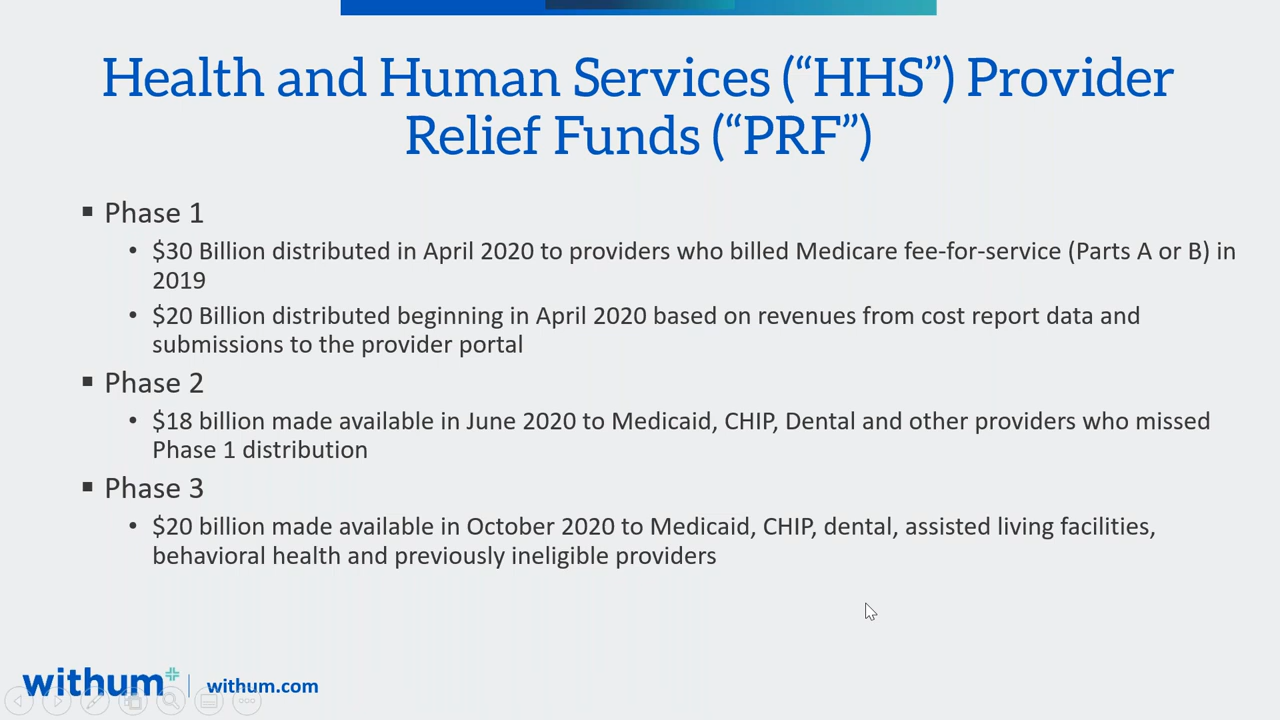 Health and Human Services (“HHS”) Provider
Relief Funds (“PRF”)
▪ Phase 1
• $30 Billion distributed in April 2020 to providers who billed Medicare fee-for-service (Parts A or B) in
2019
• $20 Billion distributed beginning in April 2020 based on revenues from cost report data and
submissions to the provider portal
▪ Phase 2
• $18 billion made available in June 2020 to Medicaid, CHIP, Dental and other providers who missed
Phase 1 distribution
▪ Phase 3
• $20 billion made available in October 2020 to Medicaid, CHIP, dental, assisted living facilities,
behavioral health and previously ineligible providers
withum+ | withum.com